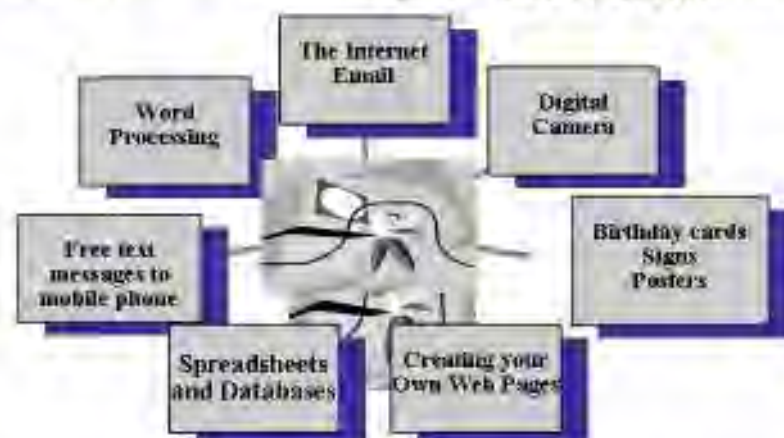 The Internet
Email
Word
Processing
Digital
Camera
Free text
messages to
mobile phone
Birthday cards
Signs
Posters
Spreadsheets
and Databases
Creating your
Own Web Pages